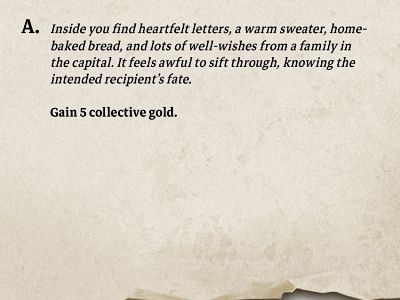 A. Inside you find heartfelt letters, a warm sweater, home-
baked bread, and lots of well-wishes from a family in
the capital. It feels awful to sift through, knowing the
intended recipient's fate.
Gain 5 collective gold.